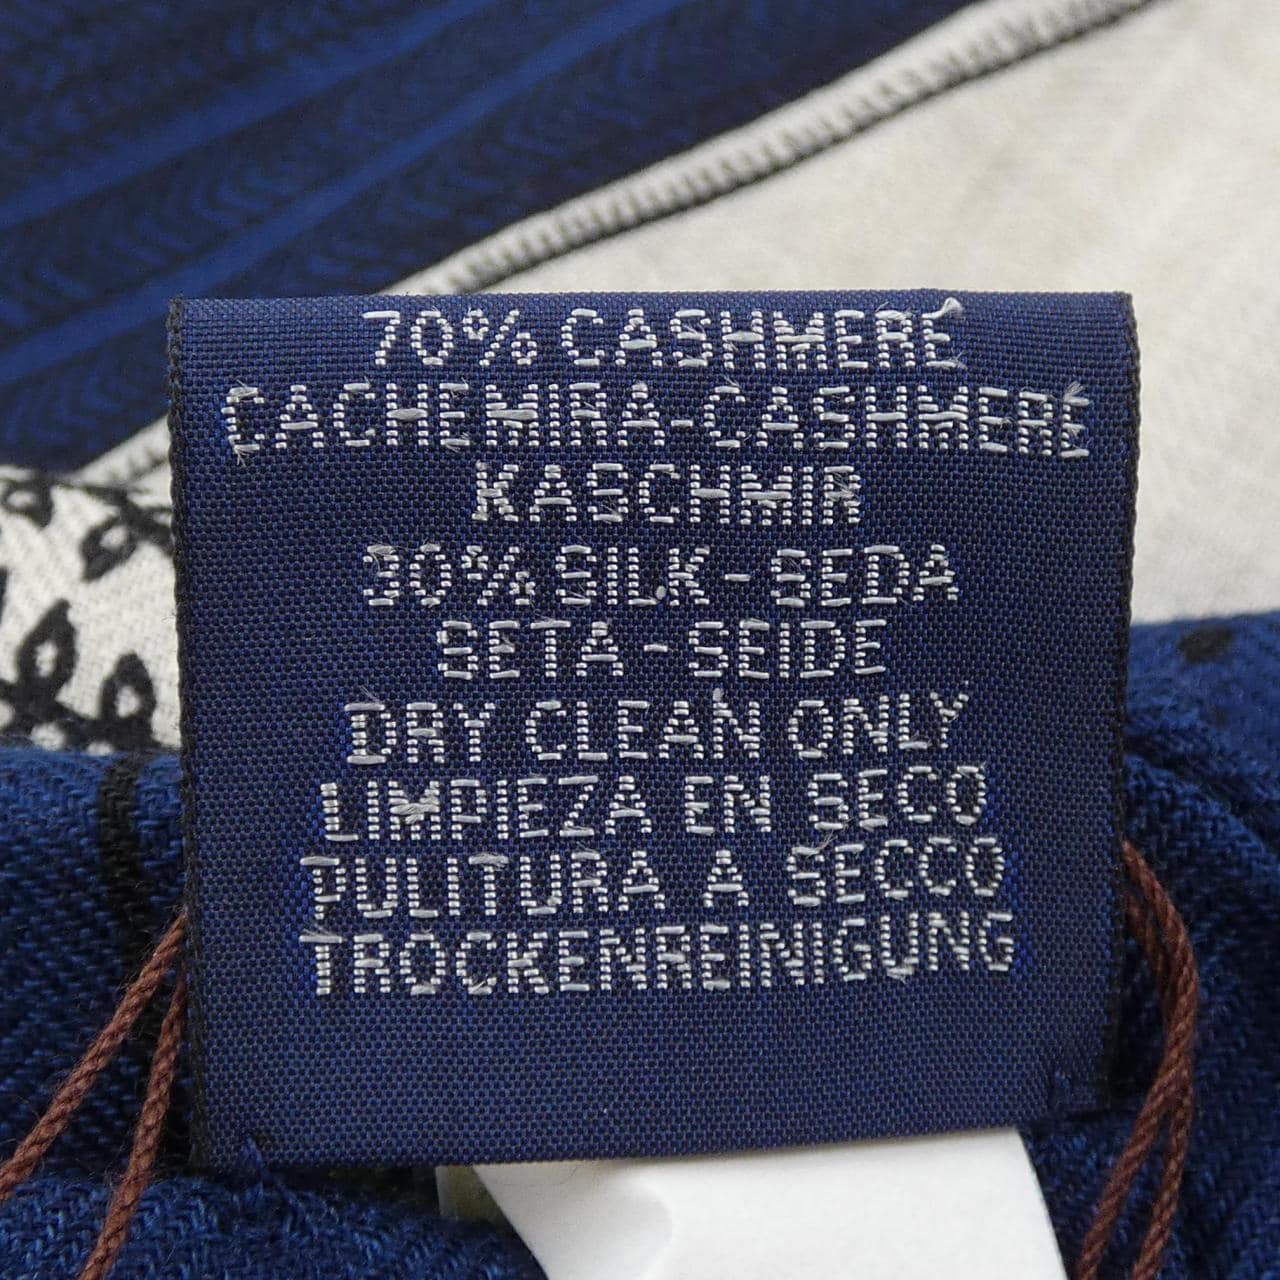 70% CASHMERE
CACHEMIRA-CASHMERE
KASCHMIR
30% SILK - SEDA
SETA - SEIDE
DRY CLEAN ONLY
LIMPIEZA EN SECO
PULITURA A SECCO
TROCKENREINIGUNG